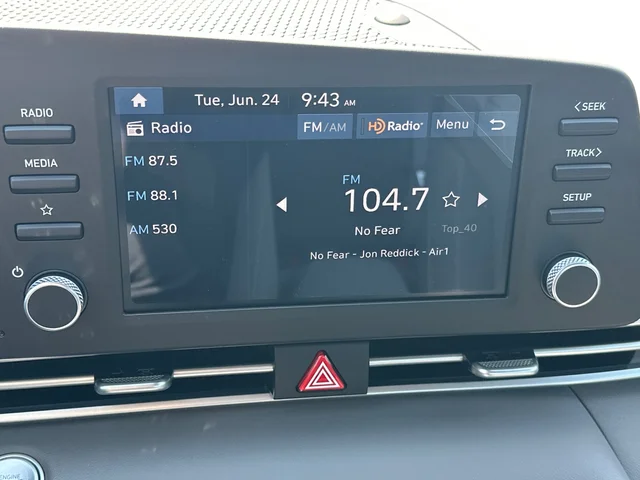 Tue, Jun. 24 9:43 AM
RADIO
Radio FM/AM HD Radio Menu
<SEEK
MEDIA
FM 87.5
TRACK>
FM 88.1
FM
104.7
SETUP
AM 530
No Fear Top_40
No Fear - Jon Reddick - Air1
ENGINE